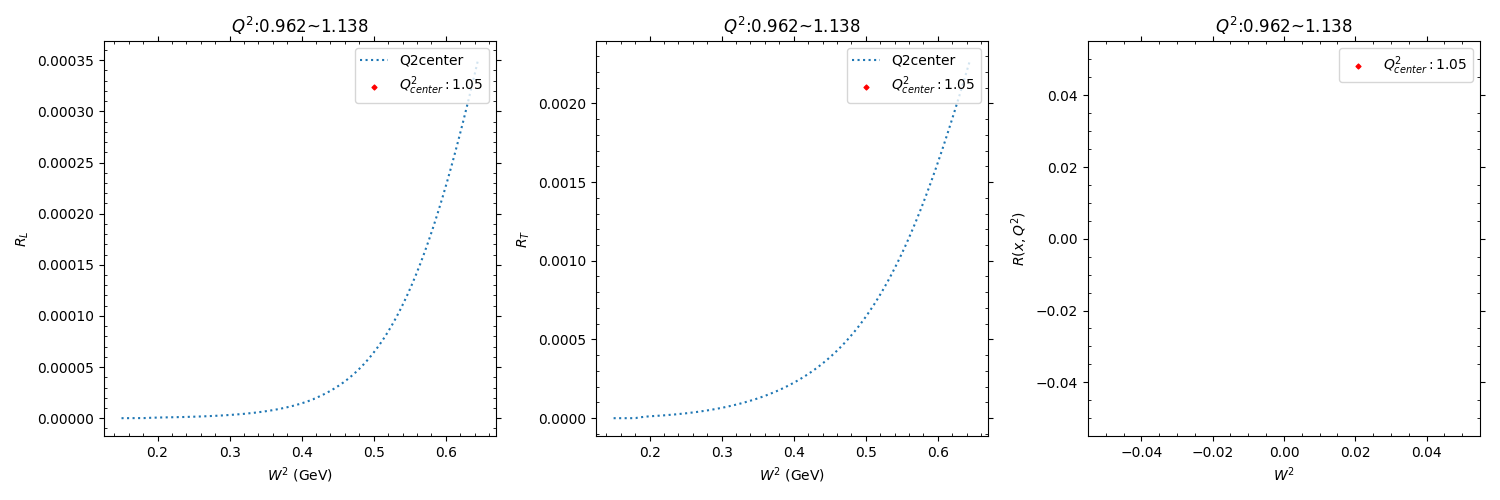 Q²:0.962~1.138
Q2center
Q²center : 1.05
0.00035
0.00030
0.00025
0.00020
0.00015
0.00010
0.00005
0.00000
R_L
0.2 0.3 0.4 0.5 0.6
W² (GeV)
Q²:0.962~1.138
Q2center
Q²center : 1.05
0.0020
0.0015
0.0010
0.0005
0.0000
R_T
0.2 0.3 0.4 0.5 0.6
W² (GeV)
Q²:0.962~1.138
Q²center : 1.05
0.04
0.02
0.00
−0.02
−0.04
R(x, Q²)
−0.04 −0.02 0.00 0.02 0.04
W²